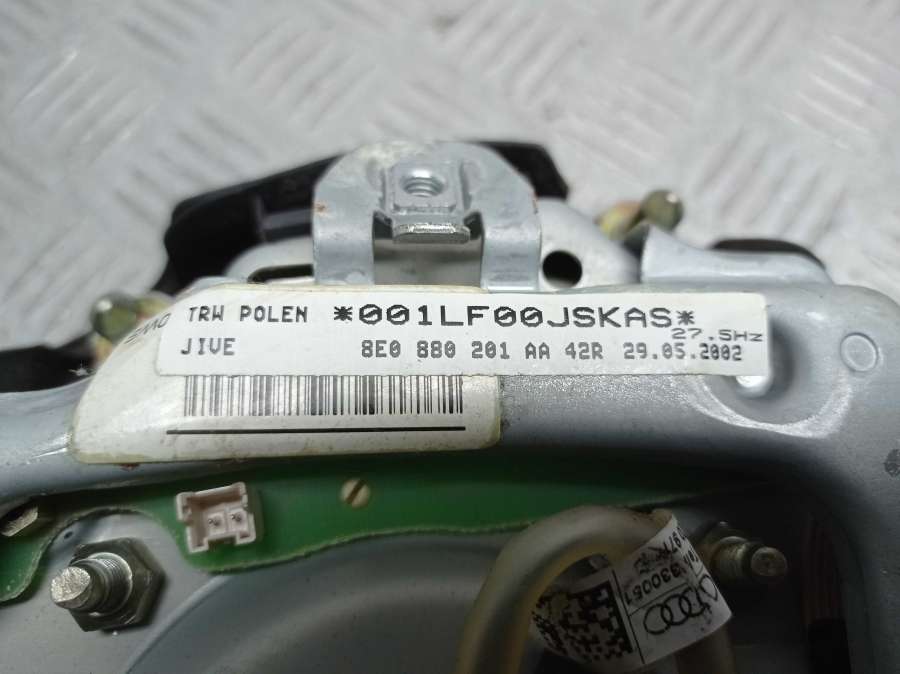 TRW POLEN *001LF00JSKAS*
27.5Hz
JIVE 8E0 880 201 AA 42R 29.05.2002